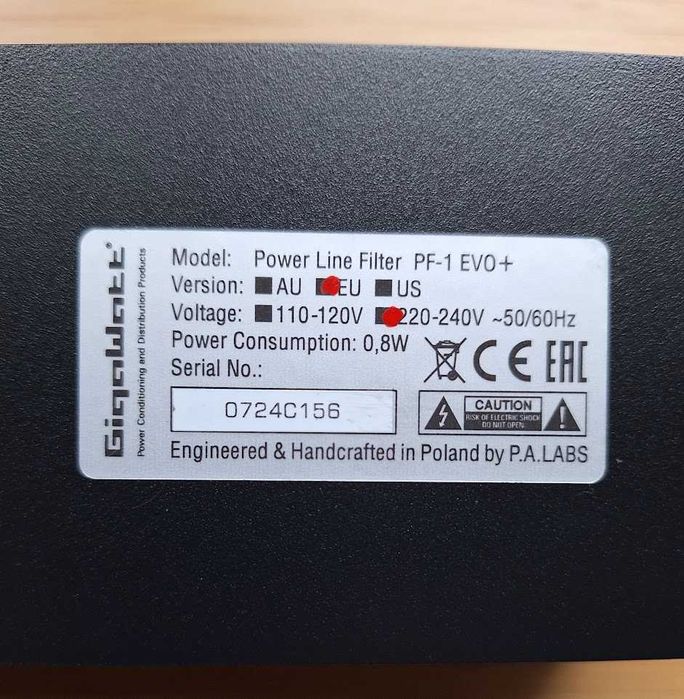 GigaWatt
Power Conditioning and Distribution Products
Model: Power Line Filter PF-1 EVO+
Version: AU EU US
Voltage: 110-120V 220-240V ~50/60Hz
Power Consumption: 0,8W
CE EAC
Serial No.:
0724C156
CAUTION
RISK OF ELECTRIC SHOCK
DO NOT OPEN
Engineered & Handcrafted in Poland by P.A.LABS